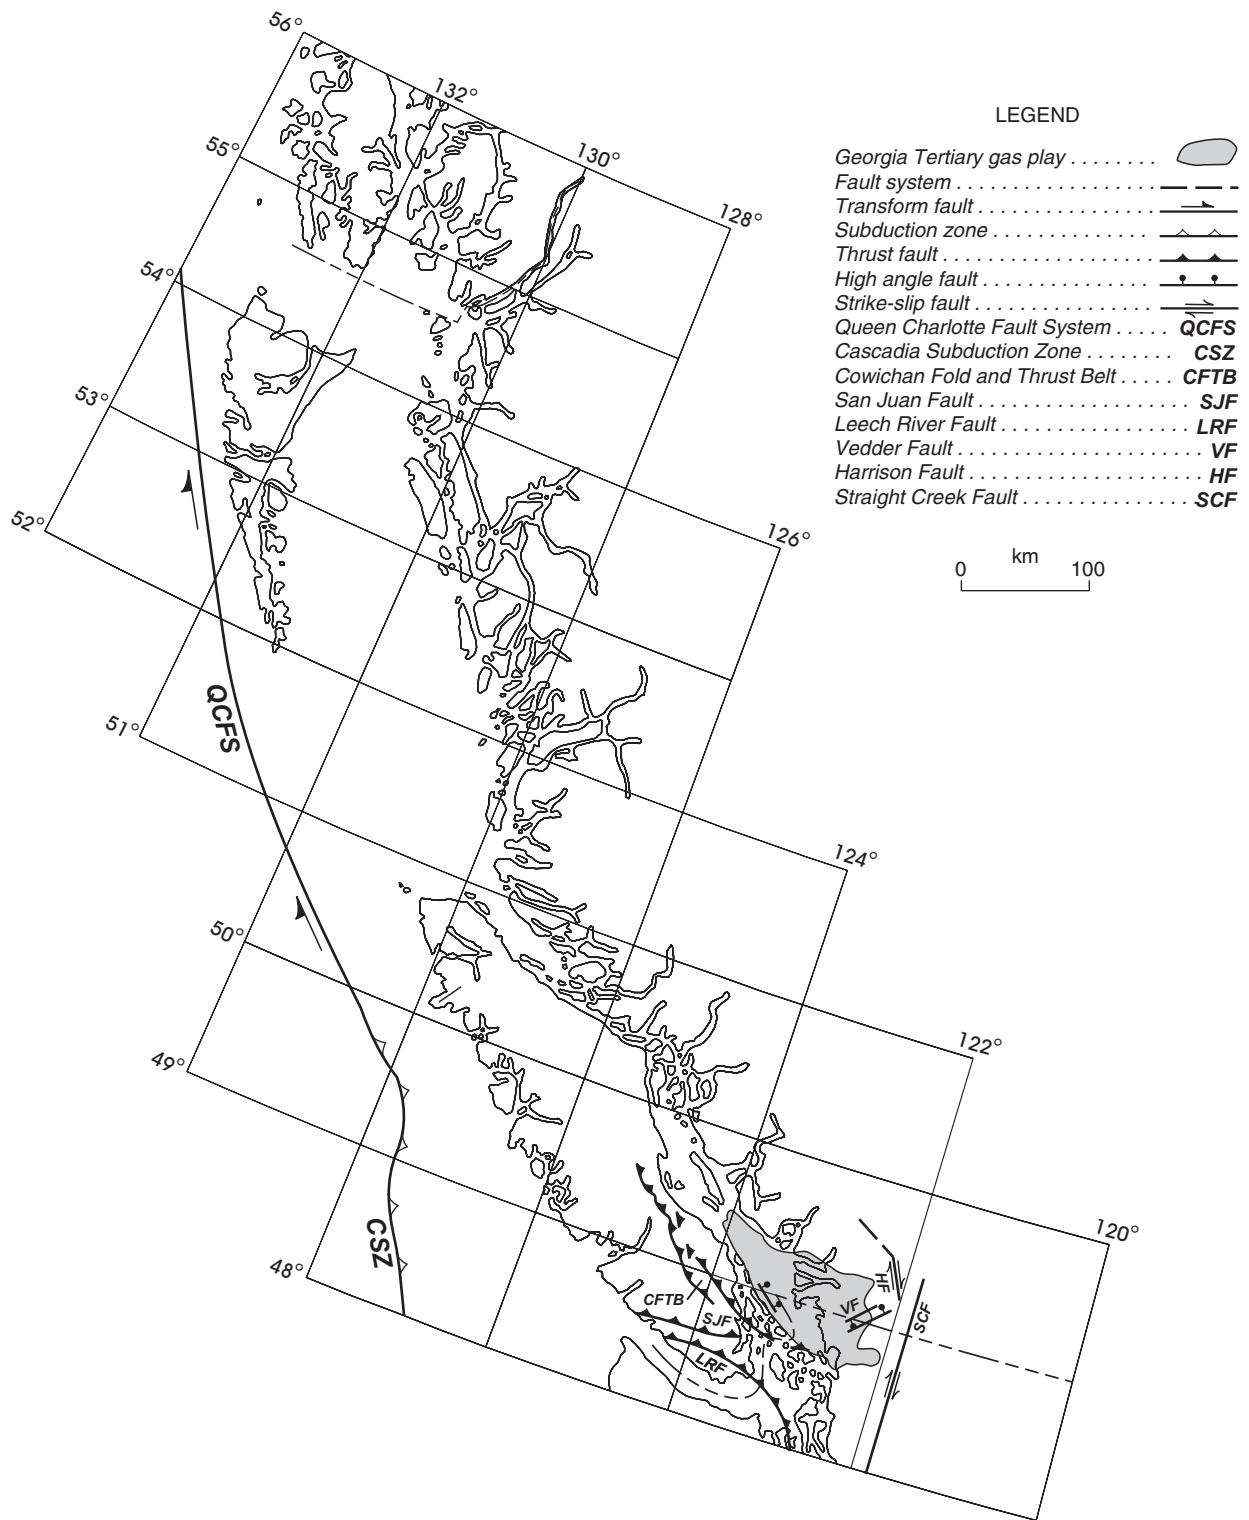 56°
132°
130°
55°
128°
54°
53°
126°
52°
51°
124°
50°
122°
49°
120°
48°
QCFS
CSZ
CFTB
SJF
LRF
HF
VF
SCF
LEGEND
Georgia Tertiary gas play . . . . . . . .
Fault system . . . . . . . . . . . . . . . . . .
Transform fault . . . . . . . . . . . . . . . .
Subduction zone . . . . . . . . . . . . . .
Thrust fault . . . . . . . . . . . . . . . . . . .
High angle fault . . . . . . . . . . . . . . .
Strike-slip fault . . . . . . . . . . . . . . . .
Queen Charlotte Fault System . . . . . QCFS
Cascadia Subduction Zone . . . . . . . . CSZ
Cowichan Fold and Thrust Belt . . . . . CFTB
San Juan Fault . . . . . . . . . . . . . . . . . . SJF
Leech River Fault . . . . . . . . . . . . . . . . LRF
Vedder Fault . . . . . . . . . . . . . . . . . . . . VF
Harrison Fault . . . . . . . . . . . . . . . . . . . HF
Straight Creek Fault . . . . . . . . . . . . . . SCF
km
0 100